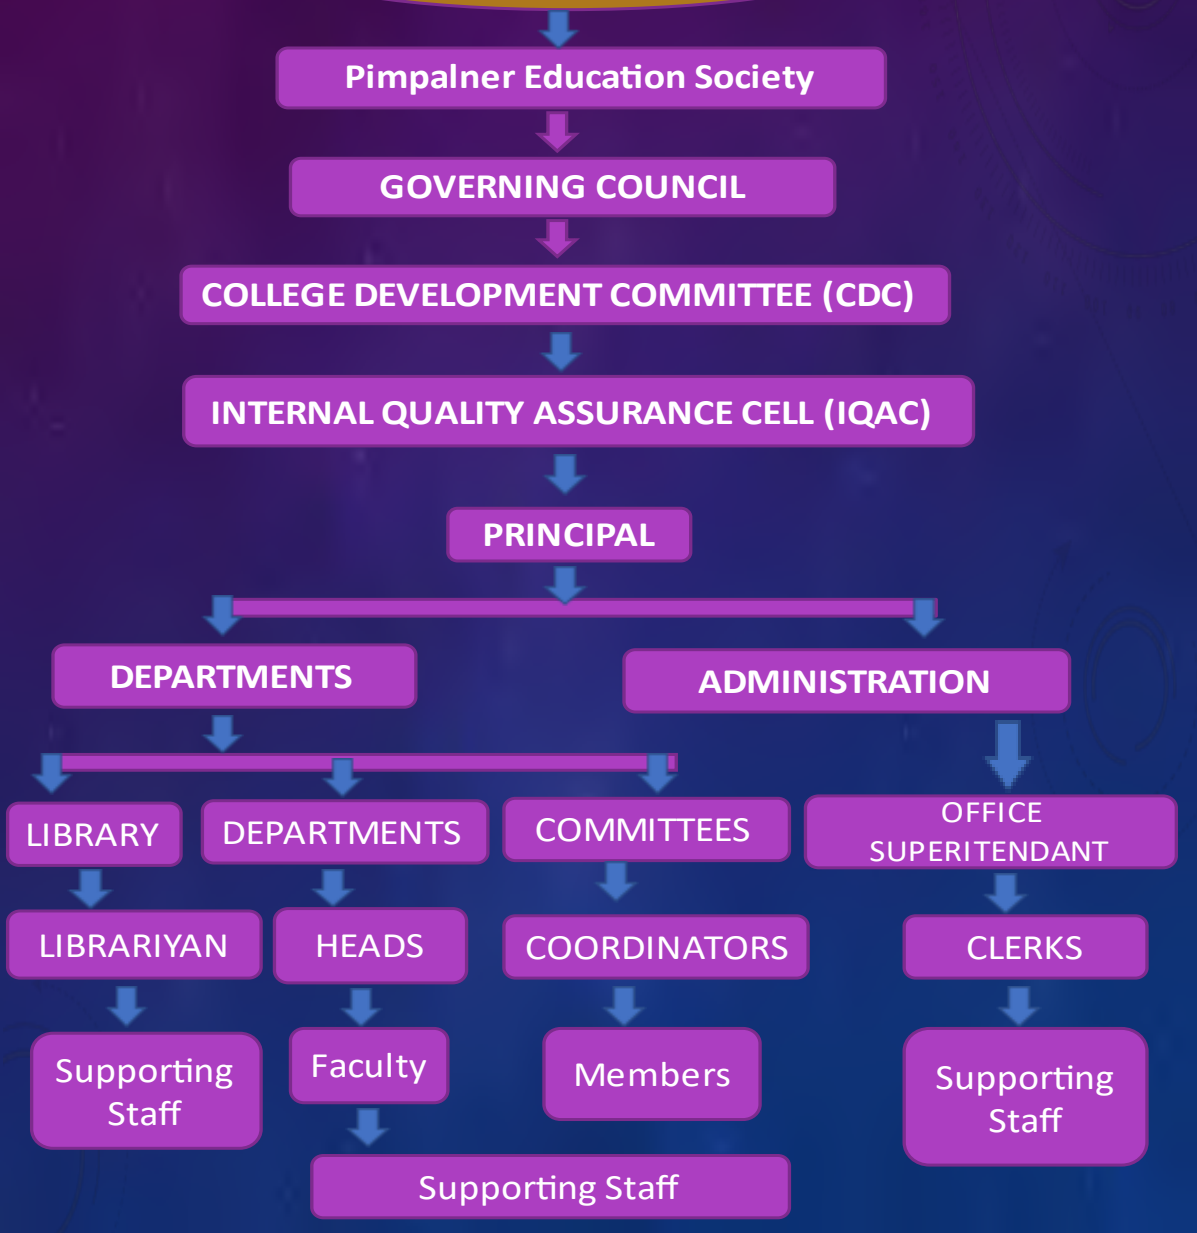 Pimpalner Education Society
GOVERNING COUNCIL
COLLEGE DEVELOPMENT COMMITTEE (CDC)
INTERNAL QUALITY ASSURANCE CELL (IQAC)
PRINCIPAL
DEPARTMENTS
ADMINISTRATION
LIBRARY
DEPARTMENTS
COMMITTEES
OFFICE
SUPERITENDANT
LIBRARIYAN
HEADS
COORDINATORS
CLERKS
Supporting
Staff
Faculty
Members
Supporting
Staff
Supporting Staff